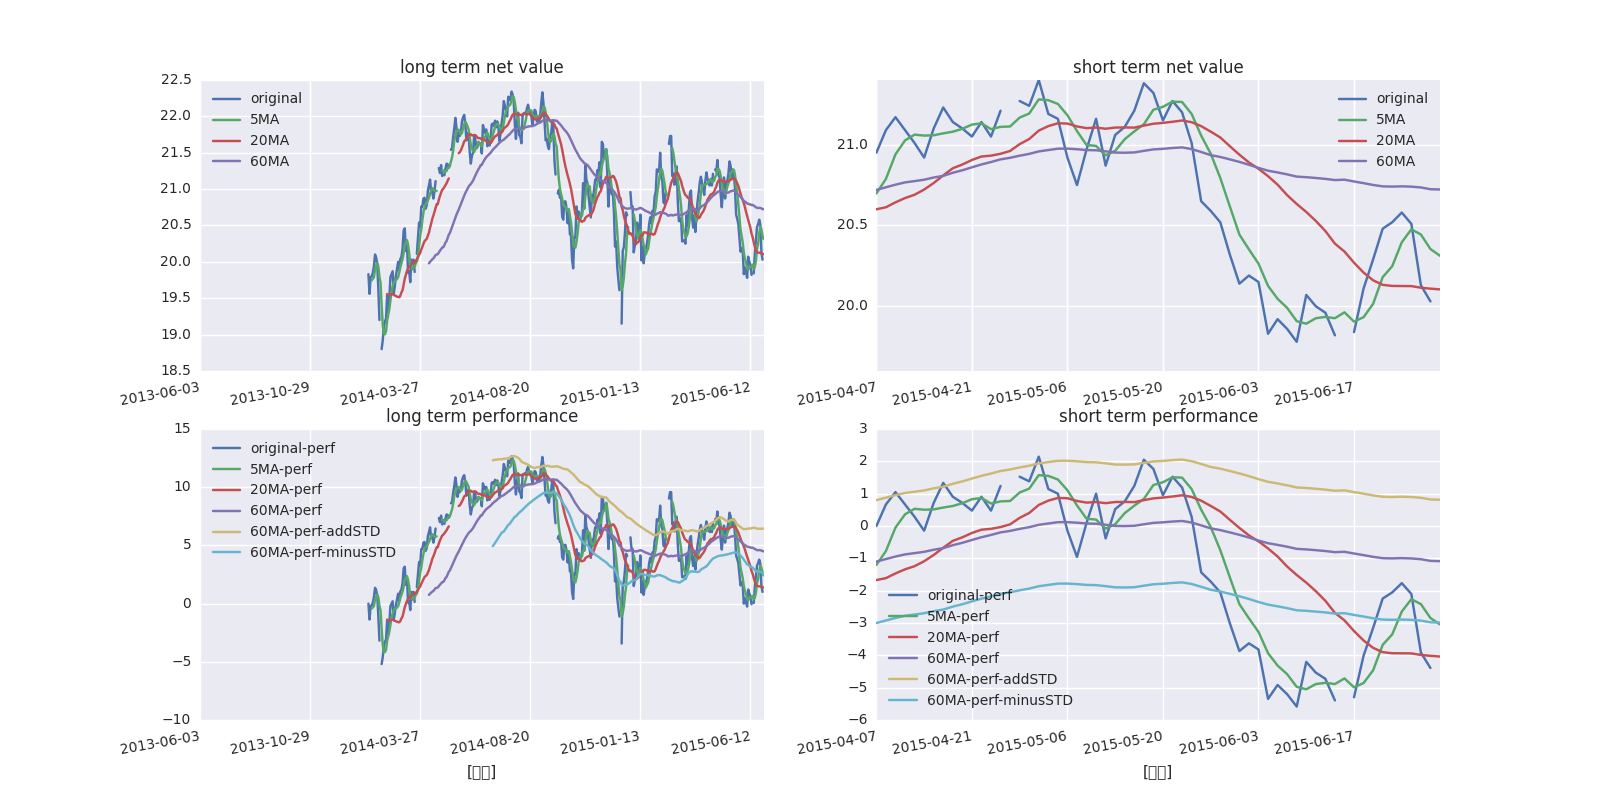 long term net value
22.5
22.0
21.5
21.0
20.5
20.0
19.5
19.0
18.5
original
5MA
20MA
60MA
2013-06-03 2013-10-29 2014-03-27 2014-08-20 2015-01-13 2015-06-12
short term net value
21.0
20.5
20.0
original
5MA
20MA
60MA
2015-04-07 2015-04-21 2015-05-06 2015-05-20 2015-06-03 2015-06-17
long term performance
15
10
5
0
−5
−10
original-perf
5MA-perf
20MA-perf
60MA-perf
60MA-perf-addSTD
60MA-perf-minusSTD
2013-06-03 2013-10-29 2014-03-27 2014-08-20 2015-01-13 2015-06-12
[▯▯]
short term performance
3
2
1
0
−1
−2
−3
−4
−5
−6
original-perf
5MA-perf
20MA-perf
60MA-perf
60MA-perf-addSTD
60MA-perf-minusSTD
2015-04-07 2015-04-21 2015-05-06 2015-05-20 2015-06-03 2015-06-17
[▯▯]